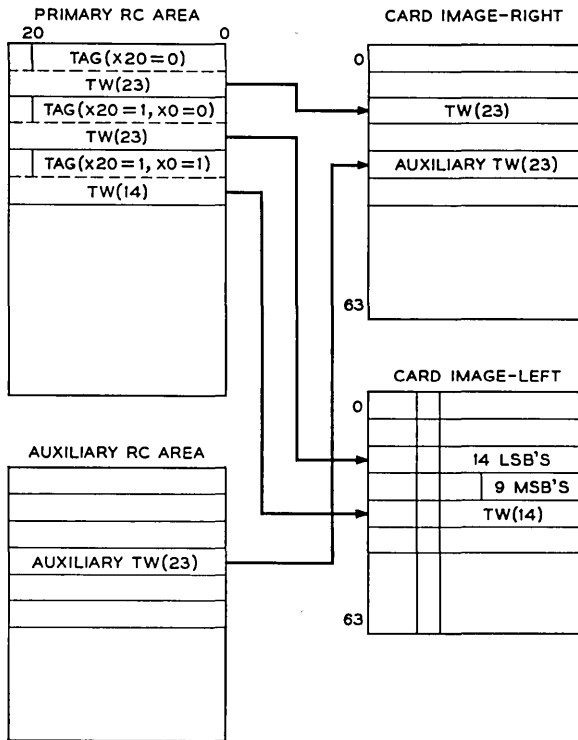 PRIMARY RC AREA
20 0
TAG (X20=0)
TW(23)
TAG (X20=1, X0=0)
TW(23)
TAG (X20=1, X0=1)
TW(14)
AUXILIARY RC AREA
AUXILIARY TW(23)
CARD IMAGE-RIGHT
0
TW(23)
AUXILIARY TW(23)
63
CARD IMAGE-LEFT
0
14 LSB'S
9 MSB'S
TW(14)
63